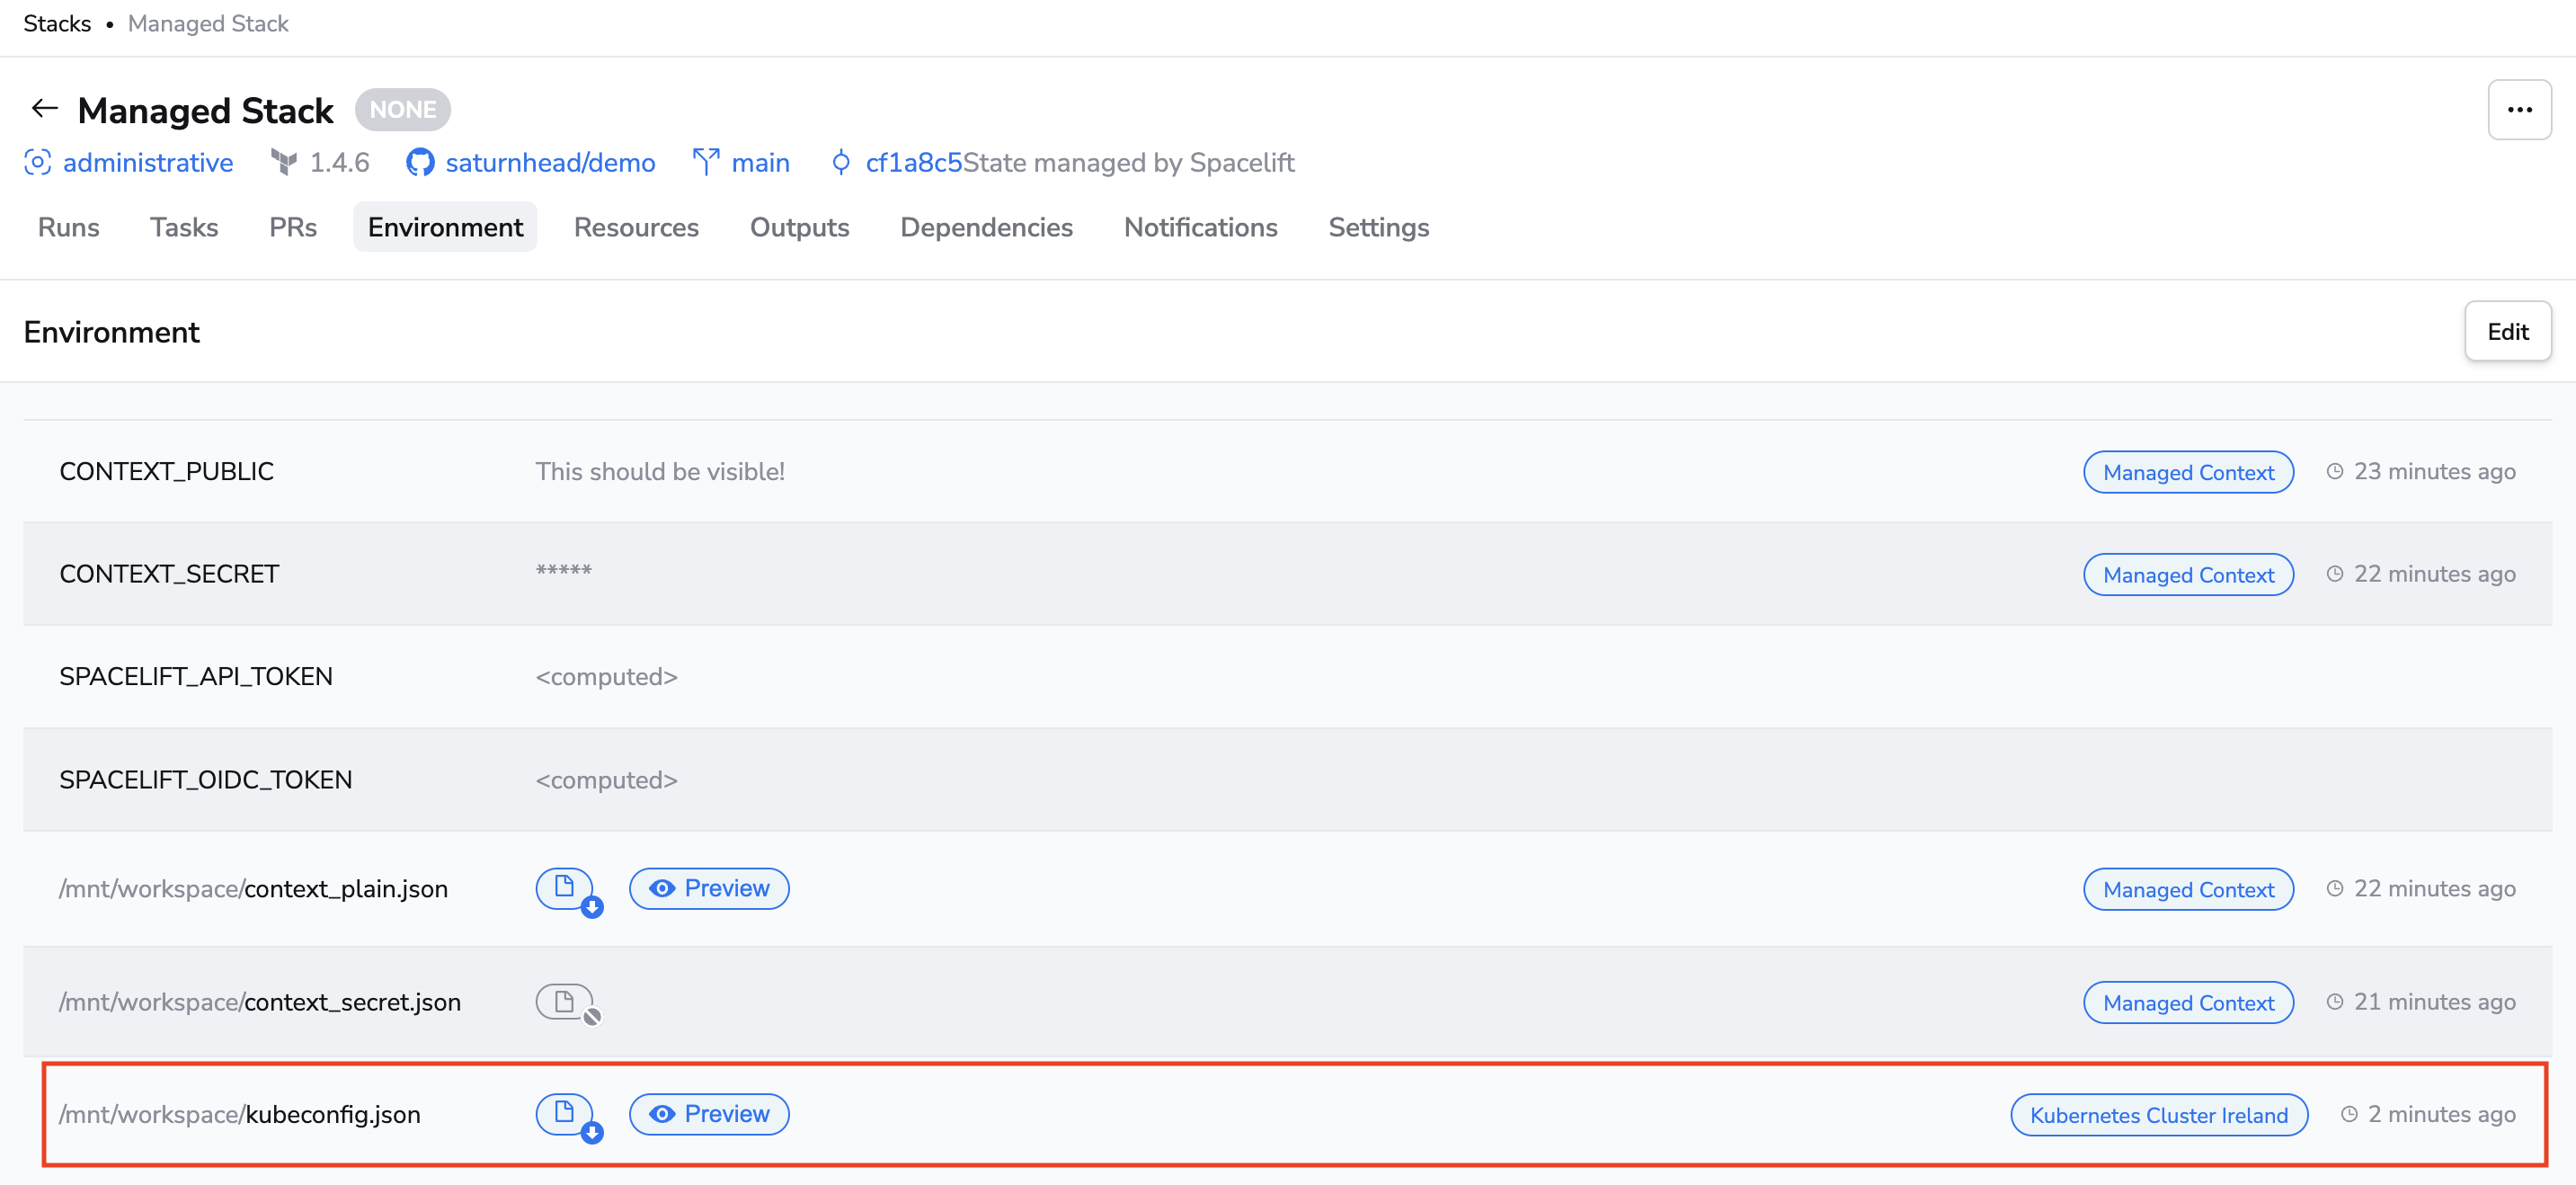 Stacks • Managed Stack
Managed Stack NONE
administrative 1.4.6 saturnhead/demo main cf1a8c5State managed by Spacelift
Runs Tasks PRs Environment Resources Outputs Dependencies Notifications Settings
Environment Edit
CONTEXT_PUBLIC This should be visible! Managed Context 23 minutes ago
CONTEXT_SECRET ***** Managed Context 22 minutes ago
SPACELIFT_API_TOKEN <computed>
SPACELIFT_OIDC_TOKEN <computed>
/mnt/workspace/context_plain.json Preview Managed Context 22 minutes ago
/mnt/workspace/context_secret.json Managed Context 21 minutes ago
/mnt/workspace/kubeconfig.json Preview Kubernetes Cluster Ireland 2 minutes ago